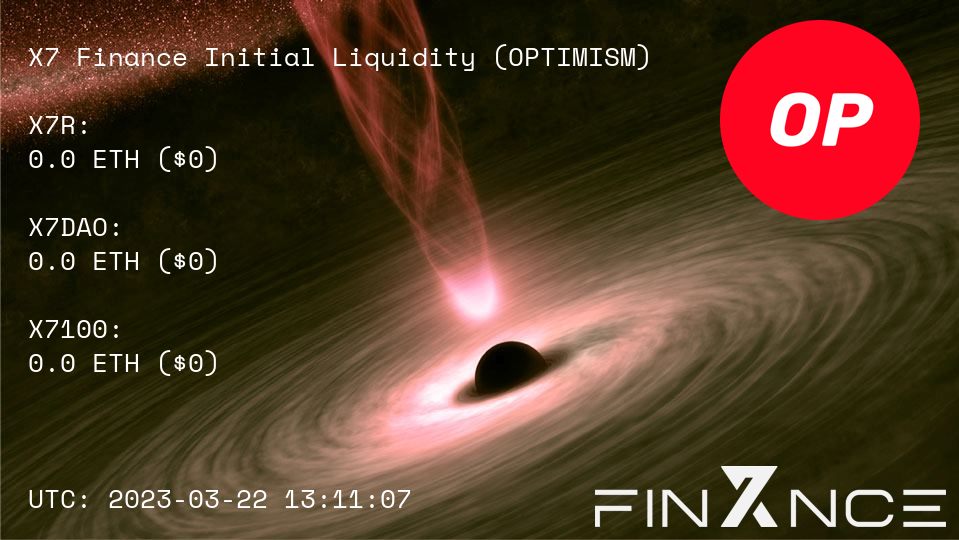 X7 Finance Initial Liquidity (OPTIMISM)
OP
X7R:
0.0 ETH ($0)
X7DAO:
0.0 ETH ($0)
X7100:
0.0 ETH ($0)
UTC: 2023-03-22 13:11:07
FINX7NCE